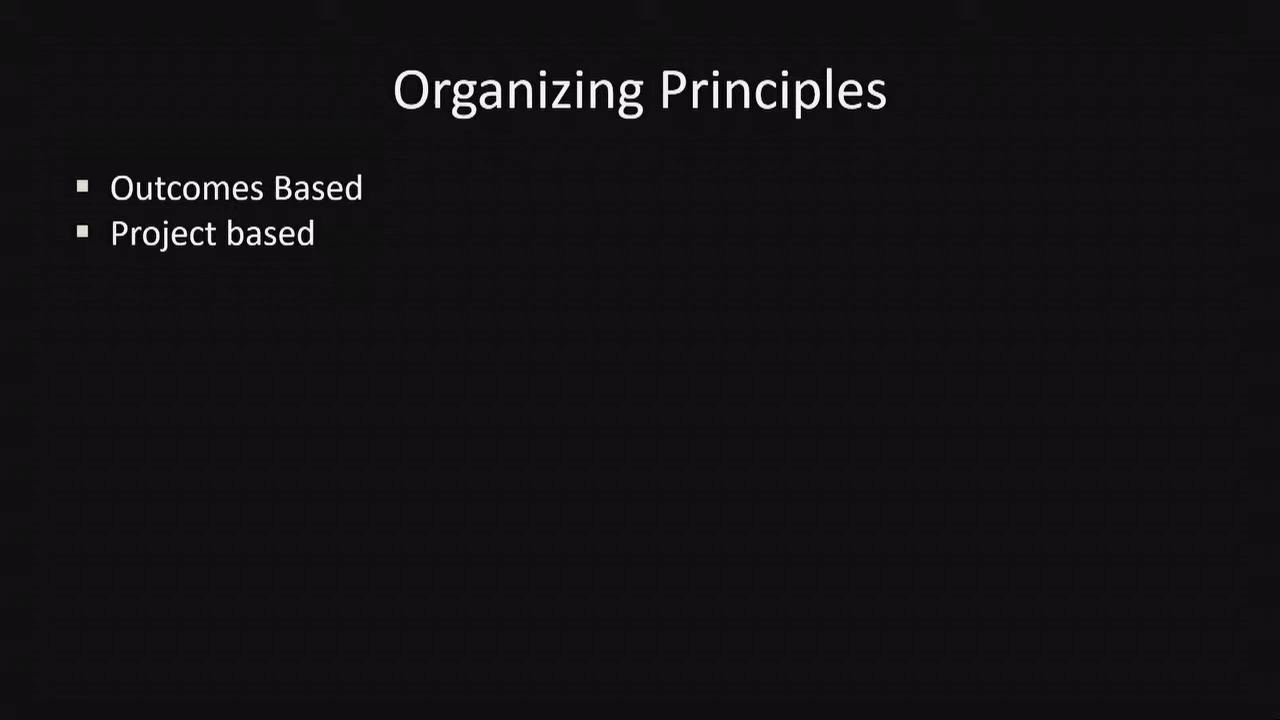 Organizing Principles
▪ Outcomes Based
▪ Project based